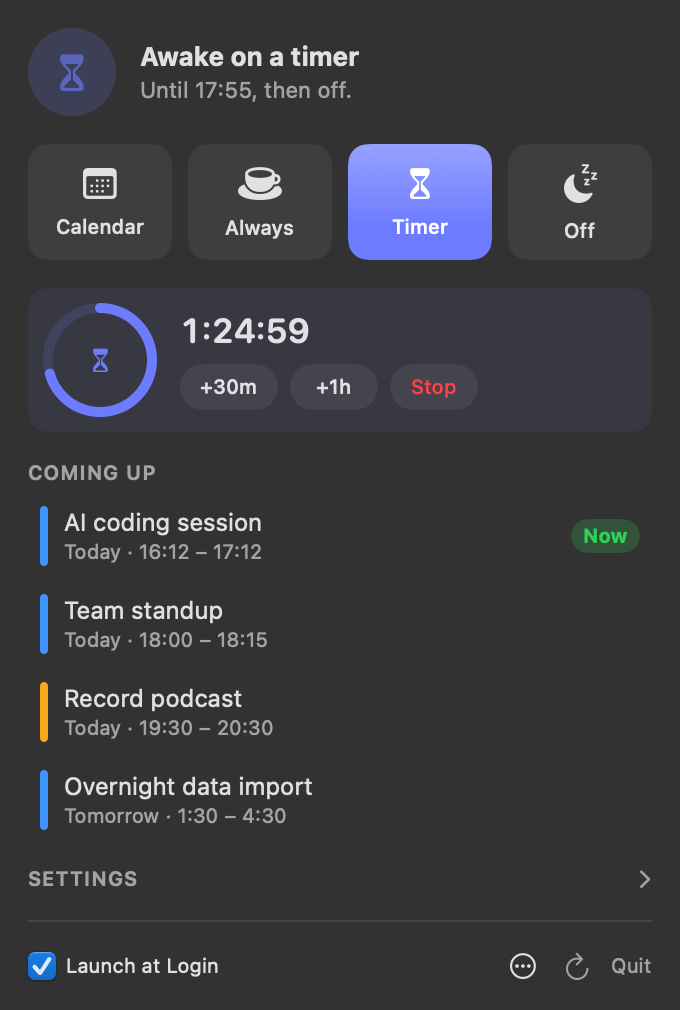 Awake on a timer
Until 17:55, then off.
Calendar
Always
Timer
Off
1:24:59
+30m
+1h
Stop
COMING UP
AI coding session
Today · 16:12 – 17:12
Now
Team standup
Today · 18:00 – 18:15
Record podcast
Today · 19:30 – 20:30
Overnight data import
Tomorrow · 1:30 – 4:30
SETTINGS
Launch at Login
Quit